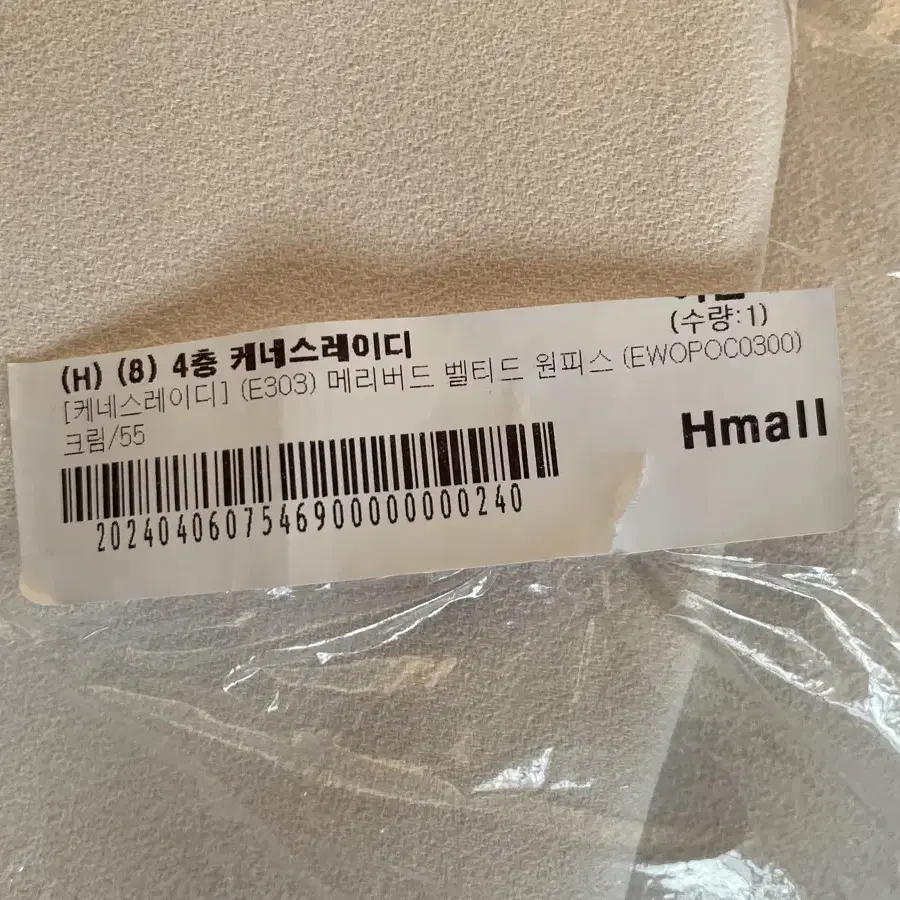 (수량:1)
(H) (8) 4층 케네스레이디
[케네스레이디] (E303) 메리버드 벨티드 원피스 (EWOPOC0300)
크림/55
Hmall
20240406075469000000000240